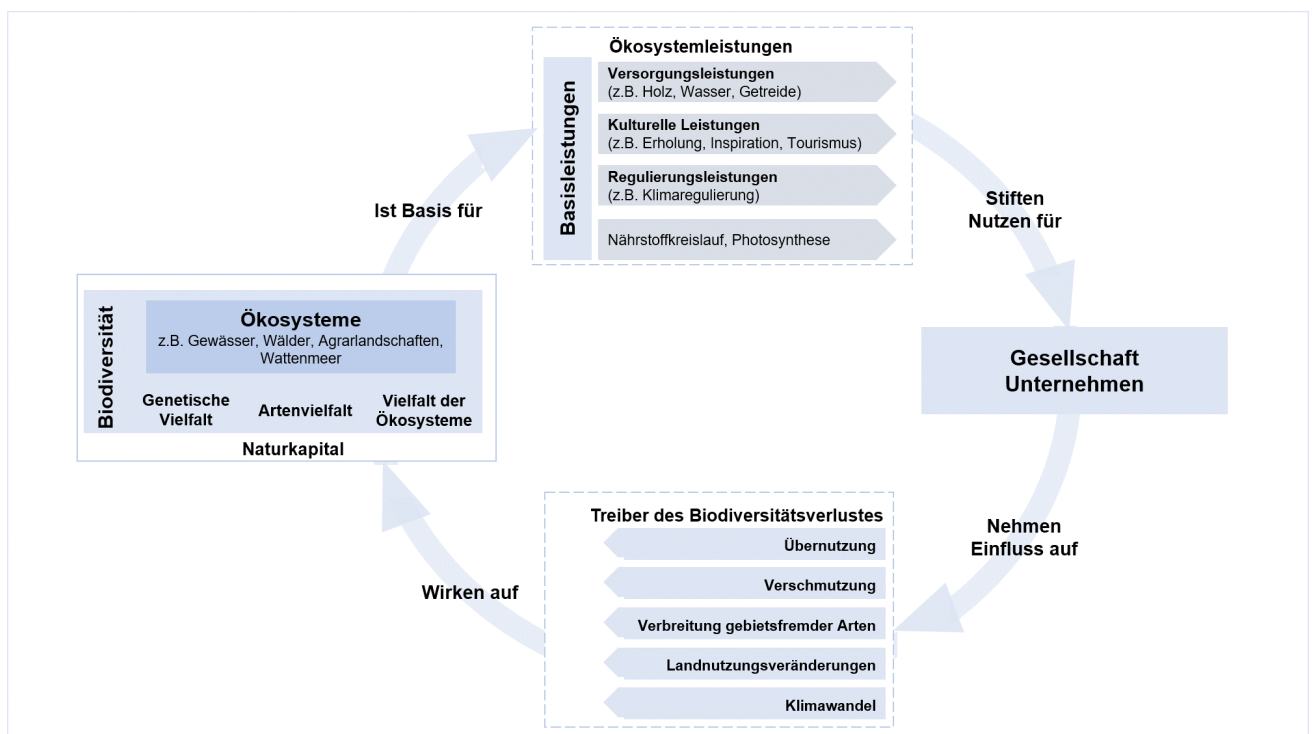 Ökosystemleistungen
Basisleistungen
Versorgungsleistungen
(z.B. Holz, Wasser, Getreide)
Kulturelle Leistungen
(z.B. Erholung, Inspiration, Tourismus)
Regulierungsleistungen
(z.B. Klimaregulierung)
Nährstoffkreislauf, Photosynthese
Ist Basis für
Stiften
Nutzen für
Biodiversität
Ökosysteme
z.B. Gewässer, Wälder, Agrarlandschaften,
Wattenmeer
Genetische
Vielfalt
Artenvielfalt
Vielfalt der
Ökosysteme
Naturkapital
Gesellschaft
Unternehmen
Nehmen
Einfluss auf
Wirken auf
Treiber des Biodiversitätsverlustes
Übernutzung
Verschmutzung
Verbreitung gebietsfremder Arten
Landnutzungsveränderungen
Klimawandel